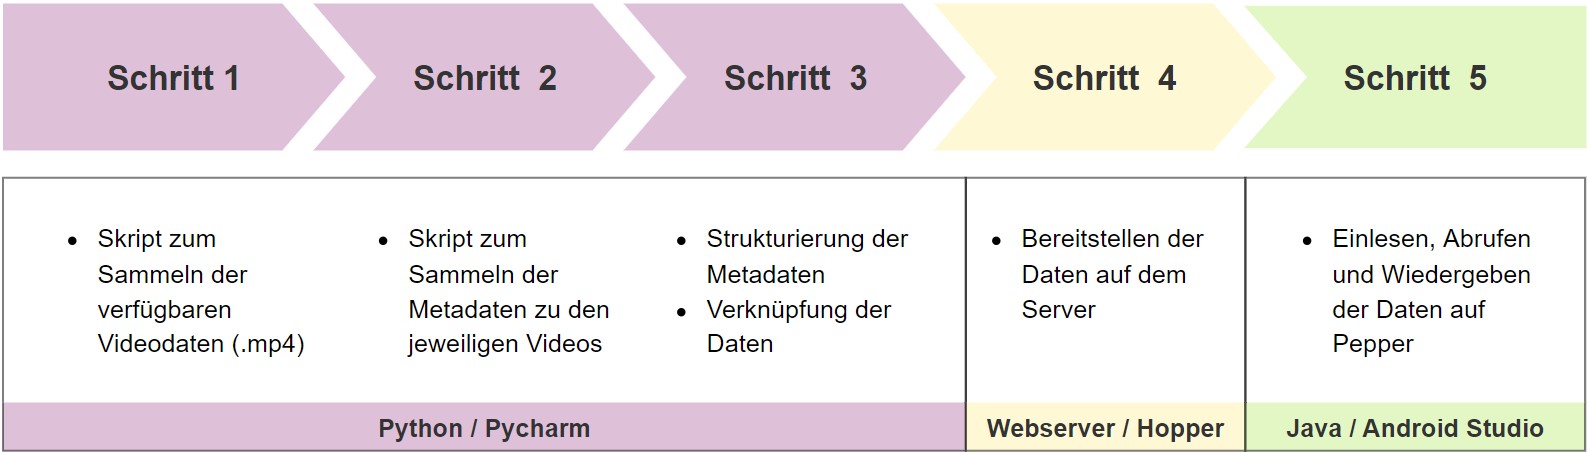 Schritt 1
Schritt 2
Schritt 3
Schritt 4
Schritt 5
• Skript zum
Sammeln der
verfügbaren
Videodaten (.mp4)
• Skript zum
Sammeln der
Metadaten zu den
jeweiligen Videos
• Strukturierung der
Metadaten
• Verknüpfung der
Daten
• Bereitstellen der
Daten auf dem
Server
• Einlesen, Abrufen
und Wiedergeben
der Daten auf
Pepper
Python / Pycharm
Webserver / Hopper
Java / Android Studio